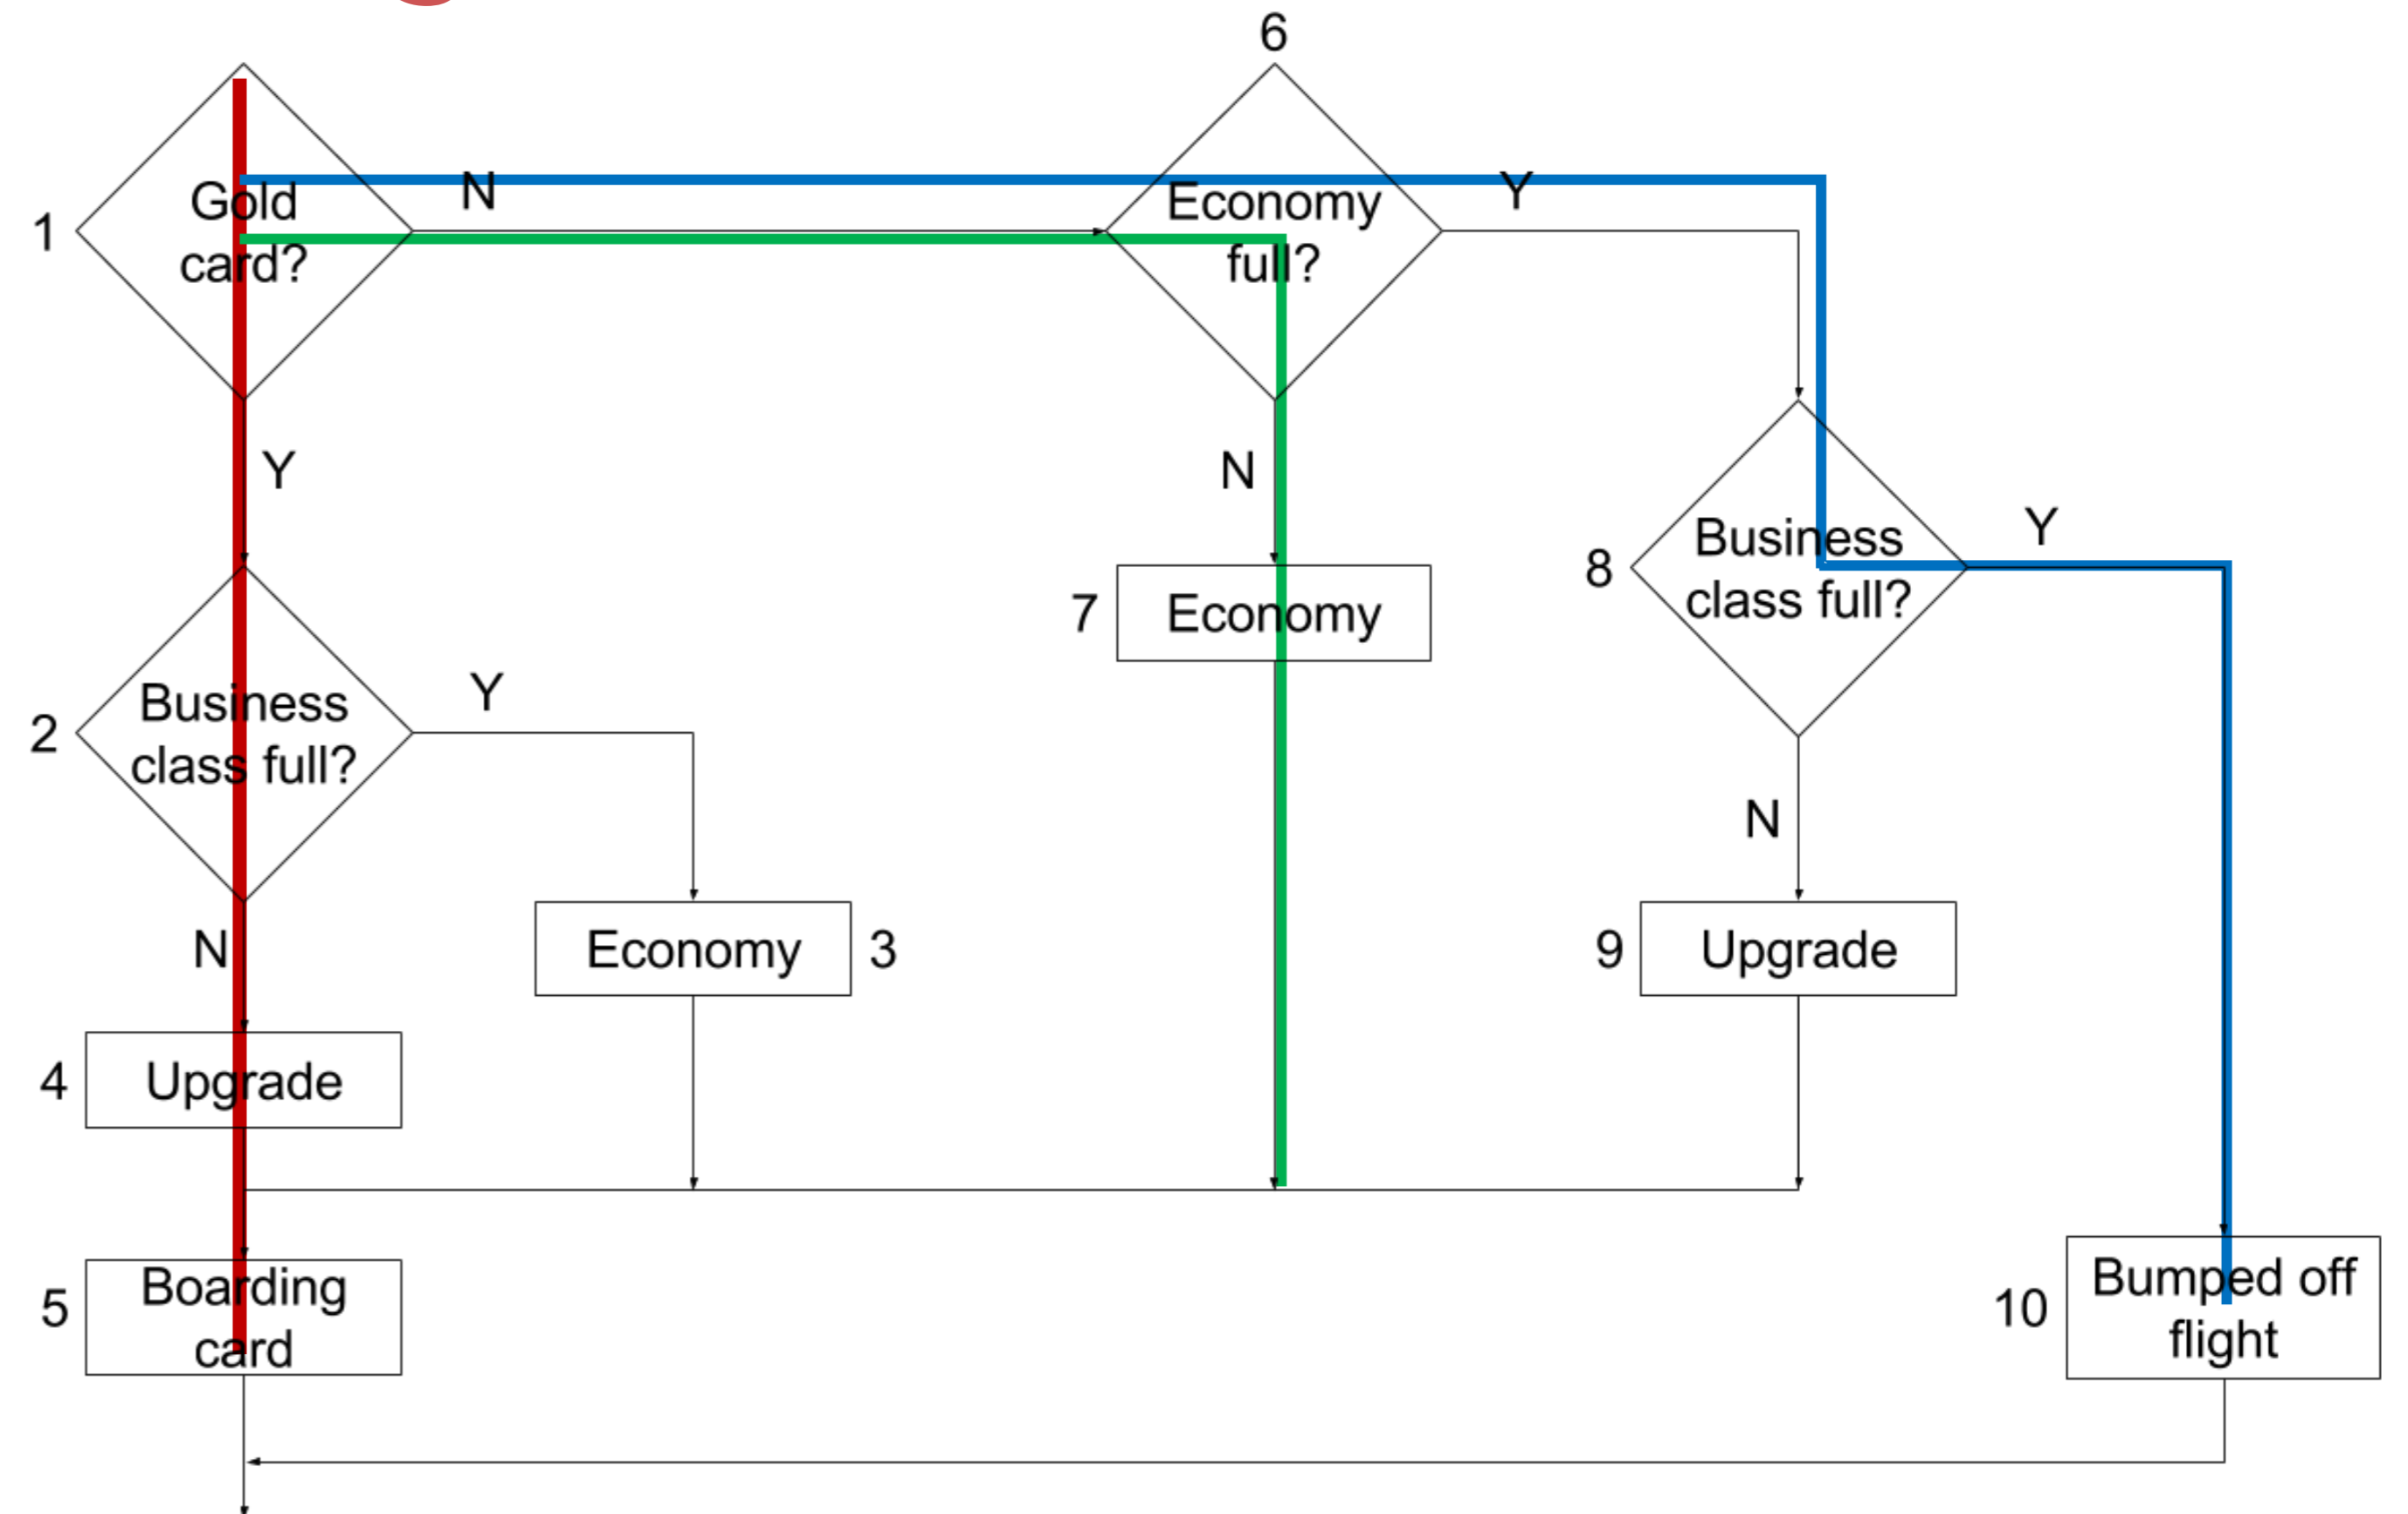 6
1
Gold
card?
N
Economy
full?
Y
Y
N
2
Business
class full?
Y
7
Economy
8
Business
class full?
Y
N
Economy
3
N
9
Upgrade
4
Upgrade
5
Boarding
card
10
Bumped off
flight